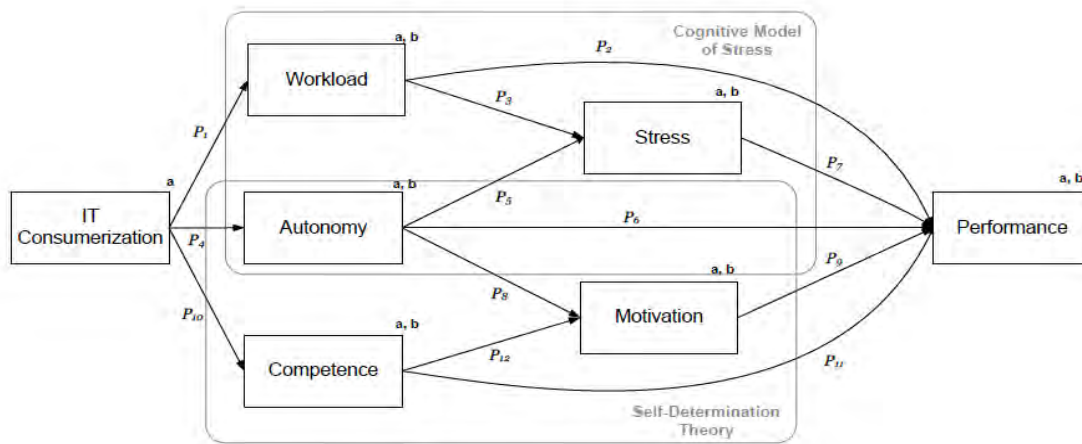 Cognitive Model
of Stress
a, b
Workload
P2
P3
a, b
Stress
P1
P7
a
a, b
a, b
IT
Consumerization
P4
Autonomy
P5
P6
Performance
a, b
P8
P9
Motivation
P10
a, b
P12
Competence
P11
Self-Determination
Theory